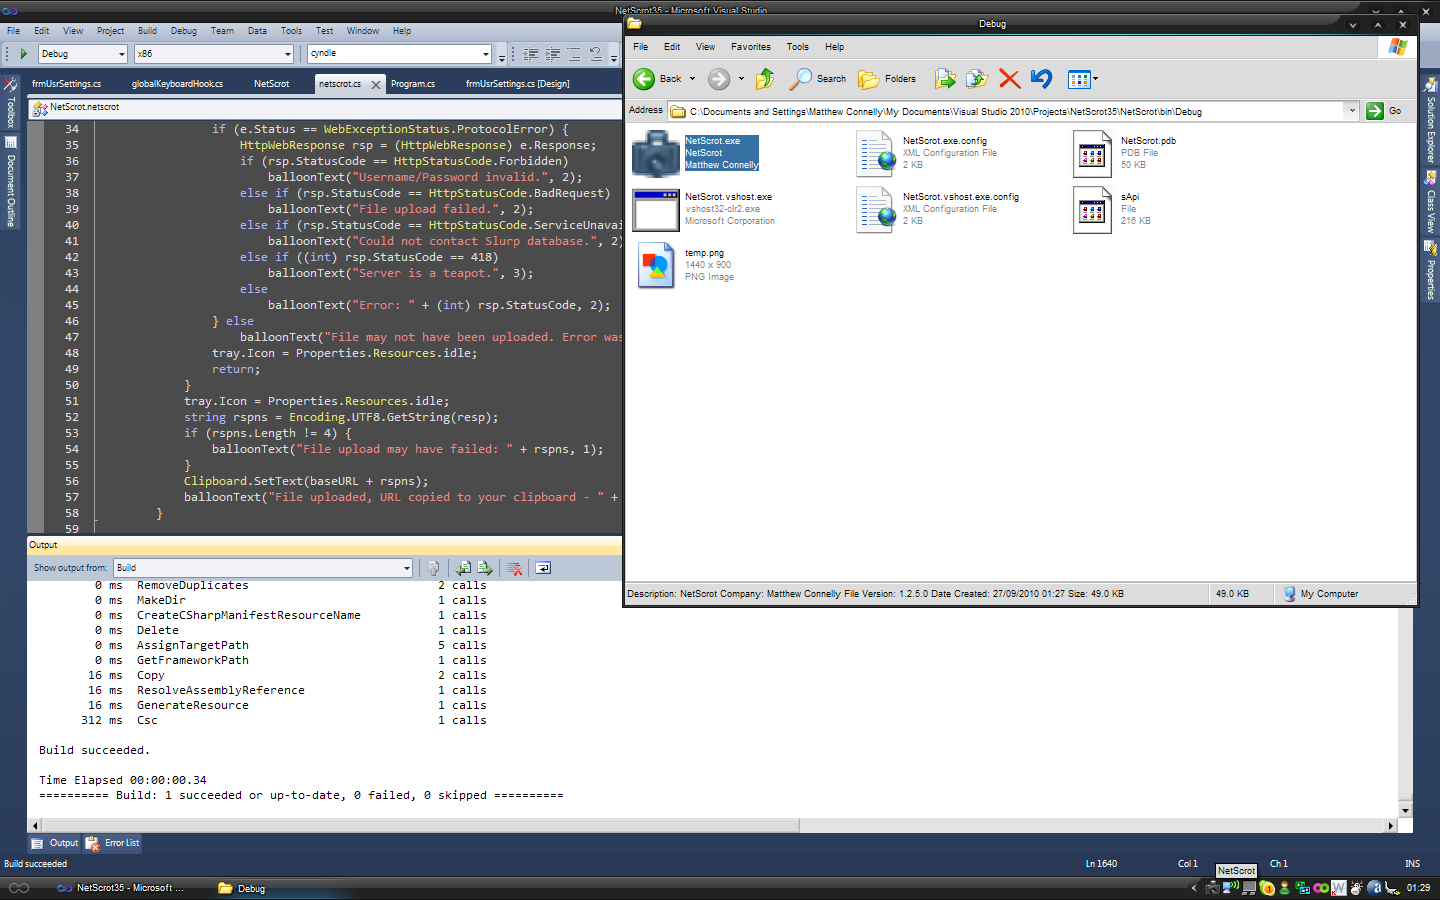 NetScrot35 - Microsoft Visual Studio
File Edit View Project Build Debug Team Data Tools Test Window Help
Debug x86 cyndle
frmUsrSettings.cs globalKeyboardHook.cs NetScrot netscrot.cs Program.cs frmUsrSettings.cs [Design]
NetScrot.netscrot
Toolbox
Document Outline
34 if (e.Status == WebExceptionStatus.ProtocolError) {
35 HttpWebResponse rsp = (HttpWebResponse) e.Response;
36 if (rsp.StatusCode == HttpStatusCode.Forbidden)
37 balloonText("Username/Password invalid.", 2);
38 else if (rsp.StatusCode == HttpStatusCode.BadRequest)
39 balloonText("File upload failed.", 2);
40 else if (rsp.StatusCode == HttpStatusCode.ServiceUnavai
41 balloonText("Could not contact Slurp database.", 2)
42 else if ((int) rsp.StatusCode == 418)
43 balloonText("Server is a teapot.", 3);
44 else
45 balloonText("Error: " + (int) rsp.StatusCode, 2);
46 } else
47 balloonText("File may not have been uploaded. Error was
48 tray.Icon = Properties.Resources.idle;
49 return;
50 }
51 tray.Icon = Properties.Resources.idle;
52 string rspns = Encoding.UTF8.GetString(resp);
53 if (rspns.Length != 4) {
54 balloonText("File upload may have failed: " + rspns, 1);
55 }
56 Clipboard.SetText(baseURL + rspns);
57 balloonText("File uploaded, URL copied to your clipboard - " +
58 }
59
Debug
File Edit View Favorites Tools Help
Back Search Folders
Address C:\Documents and Settings\Matthew Connelly\My Documents\Visual Studio 2010\Projects\NetScrot35\NetScrot\bin\Debug Go
NetScrot.exe
NetScrot
Matthew Connelly
NetScrot.exe.config
XML Configuration File
2 KB
NetScrot.pdb
PDB File
50 KB
NetScrot.vshost.exe
vshost32-clr2.exe
Microsoft Corporation
NetScrot.vshost.exe.config
XML Configuration File
2 KB
sApi
File
216 KB
temp.png
1440 x 900
PNG Image
Description: NetScrot Company: Matthew Connelly File Version: 1.2.5.0 Date Created: 27/09/2010 01:27 Size: 49.0 KB 49.0 KB My Computer
Solution Explorer
Class View
Properties
Output
Show output from: Build
0 ms RemoveDuplicates 2 calls
0 ms MakeDir 1 calls
0 ms CreateCSharpManifestResourceName 1 calls
0 ms Delete 1 calls
0 ms AssignTargetPath 5 calls
0 ms GetFrameworkPath 1 calls
16 ms Copy 2 calls
16 ms ResolveAssemblyReference 1 calls
16 ms GenerateResource 1 calls
312 ms Csc 1 calls
Build succeeded.
Time Elapsed 00:00:00.34
========== Build: 1 succeeded or up-to-date, 0 failed, 0 skipped ==========
Output Error List
Build succeeded Ln 1640 Col 1 Ch 1 INS
NetScrot
NetScrot35 - Microsoft ... Debug 01:29